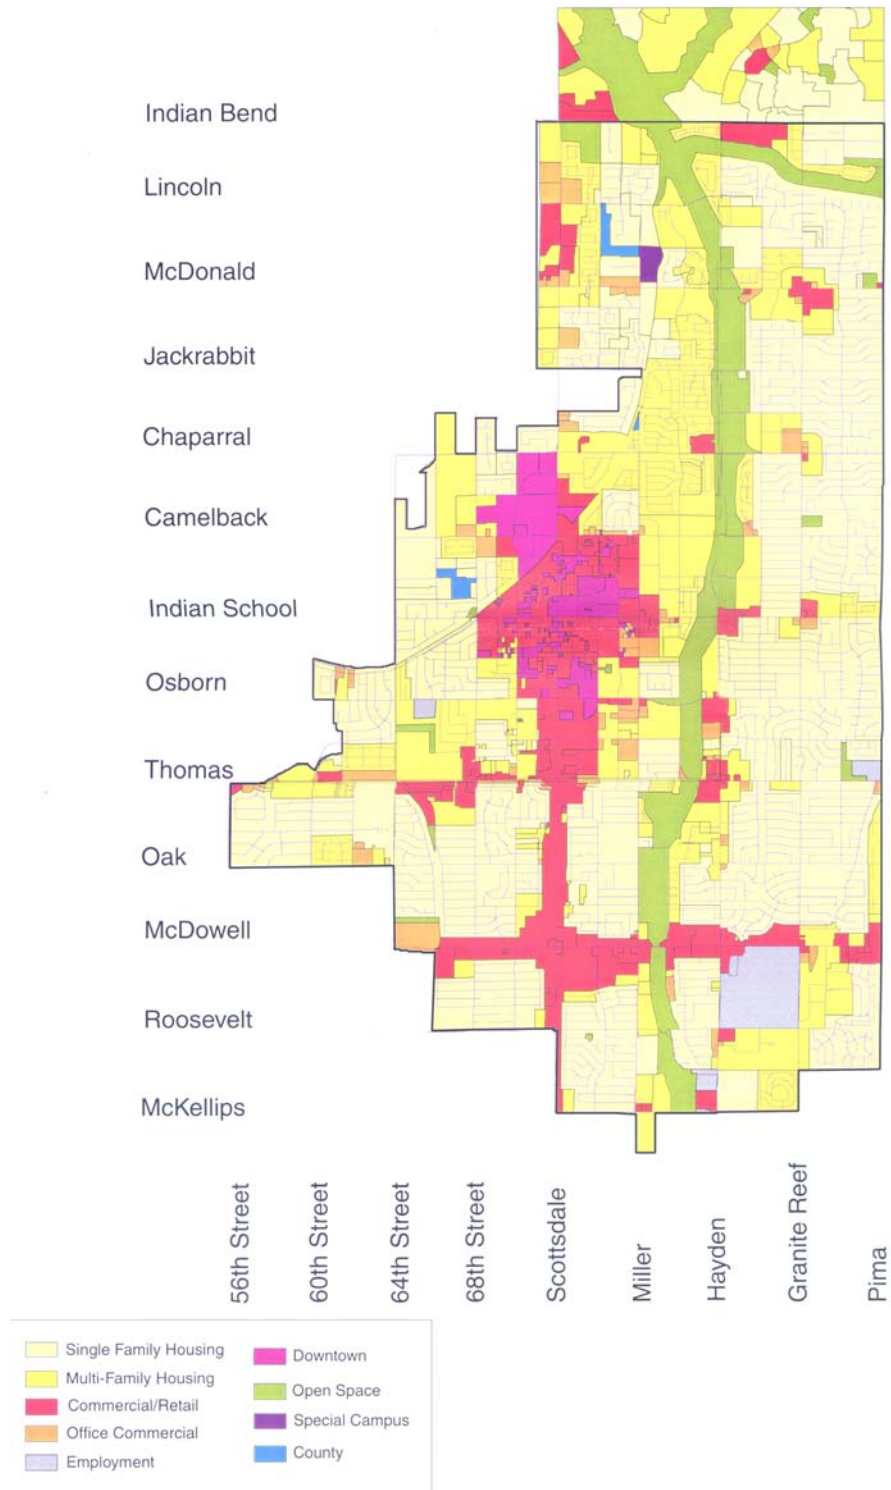 Indian Bend
Lincoln
McDonald
Jackrabbit
Chaparral
Camelback
Indian School
Osborn
Thomas
Oak
McDowell
Roosevelt
McKellips
56th Street
60th Street
64th Street
68th Street
Scottsdale
Miller
Hayden
Granite Reef
Pima
Single Family Housing
Multi-Family Housing
Commercial/Retail
Office Commercial
Employment
Downtown
Open Space
Special Campus
County